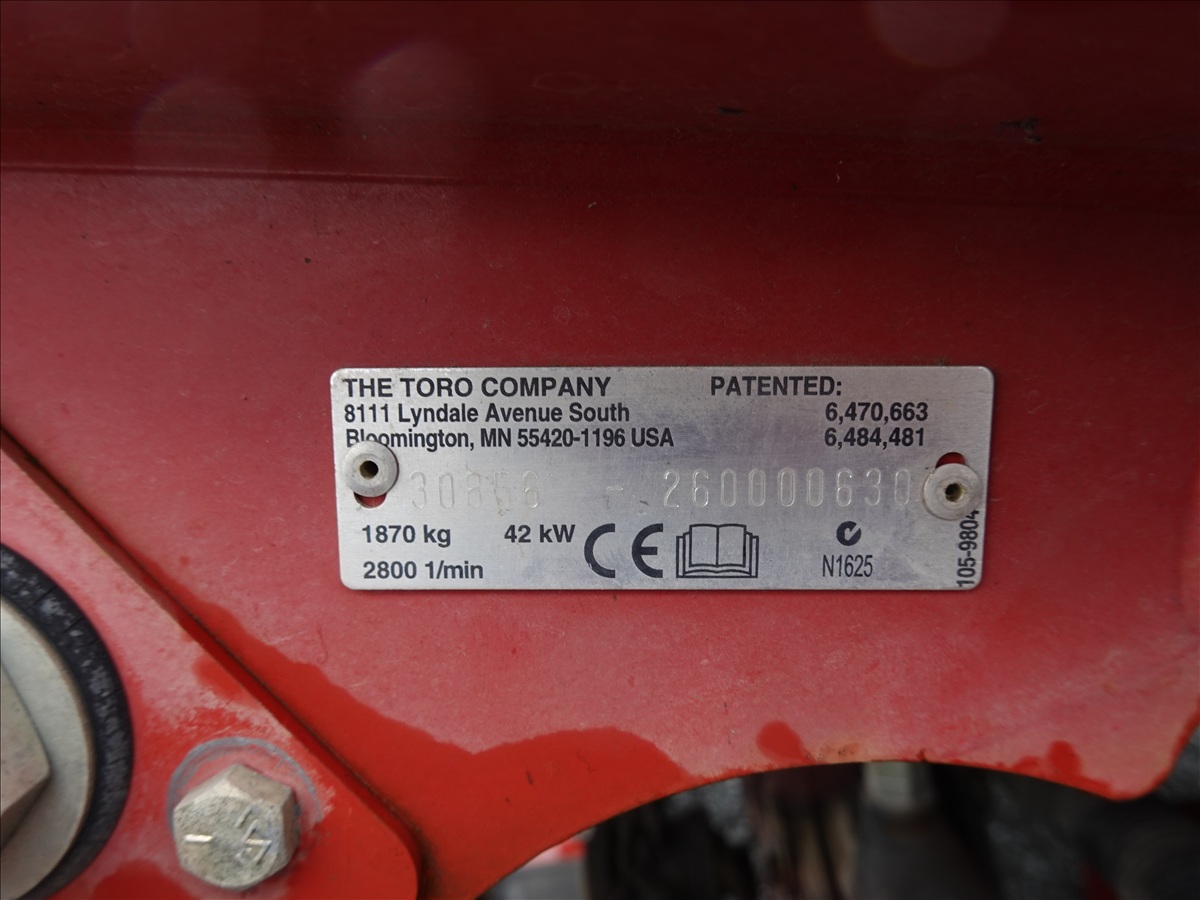 THE TORO COMPANY PATENTED:
8111 Lyndale Avenue South 6,470,663
Bloomington, MN 55420-1196 USA 6,484,481
30856 - 260000630
1870 kg 42 kW CE
2800 1/min N1625
105-9804